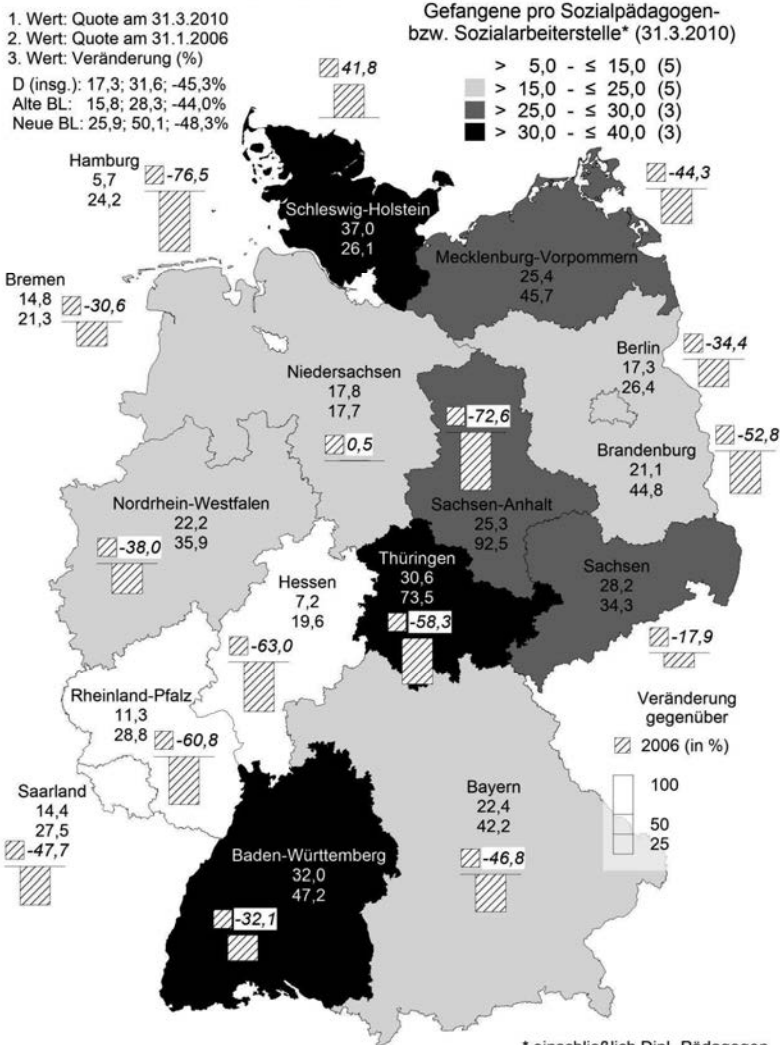 1. Wert: Quote am 31.3.2010
2. Wert: Quote am 31.1.2006
3. Wert: Veränderung (%)
D (insg.): 17,3; 31,6; -45,3%
Alte BL: 15,8; 28,3; -44,0%
Neue BL: 25,9; 50,1; -48,3%
Gefangene pro Sozialpädagogen-
bzw. Sozialarbeiterstelle* (31.3.2010)
> 5,0 - ≤ 15,0 (5)
> 15,0 - ≤ 25,0 (5)
> 25,0 - ≤ 30,0 (3)
> 30,0 - ≤ 40,0 (3)
41,8
Hamburg
5,7
24,2
-76,5
Schleswig-Holstein
37,0
26,1
-44,3
Mecklenburg-Vorpommern
25,4
45,7
Bremen
14,8
21,3
-30,6
Niedersachsen
17,8
17,7
0,5
Berlin
17,3
26,4
-34,4
-72,6
Brandenburg
21,1
44,8
-52,8
Nordrhein-Westfalen
22,2
35,9
-38,0
Sachsen-Anhalt
25,3
92,5
Thüringen
30,6
73,5
-58,3
Sachsen
28,2
34,3
-17,9
Hessen
7,2
19,6
-63,0
Rheinland-Pfalz
11,3
28,8
-60,8
Veränderung
gegenüber
2006 (in %)
100
50
25
Saarland
14,4
27,5
-47,7
Bayern
22,4
42,2
-46,8
Baden-Württemberg
32,0
47,2
-32,1
* einschließlich Dipl.-Pädagogen